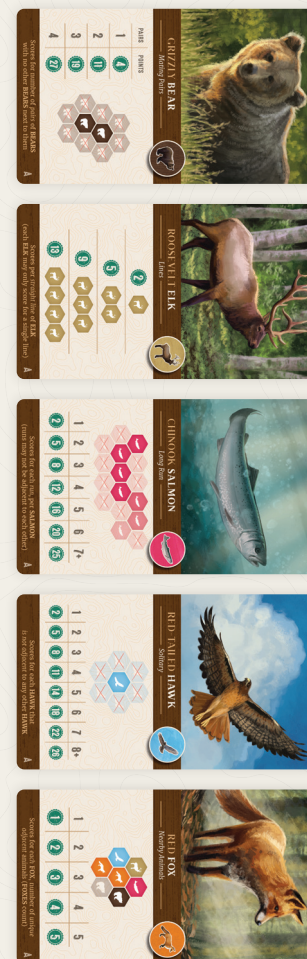 GRIZZLY BEAR
Mating Pairs
PAIRS POINTS
1 4
2 11
3 19
4 27
Scores for number of pairs of BEARS
with no other BEARS next to them
A
ROOSEVELT ELK
Lines
2
5
9
13
Scores per straight line of ELK
(each ELK may only score for a single line)
A
CHINOOK SALMON
Long Run
1 2 3 4 5 6 7+
2 5 8 12 16 20 25
Scores for each run, per SALMON
(runs may not be adjacent to each other)
A
RED-TAILED HAWK
Solitary
1 2 3 4 5 6 7 8+
2 5 8 11 14 18 22 26
Scores for each HAWK that
is not adjacent to any other HAWK
A
RED FOX
Nearby Animals
1 2 3 4 5
1 2 3 4 5
Scores for each FOX, number of unique
adjacent animals (FOXES count)
A